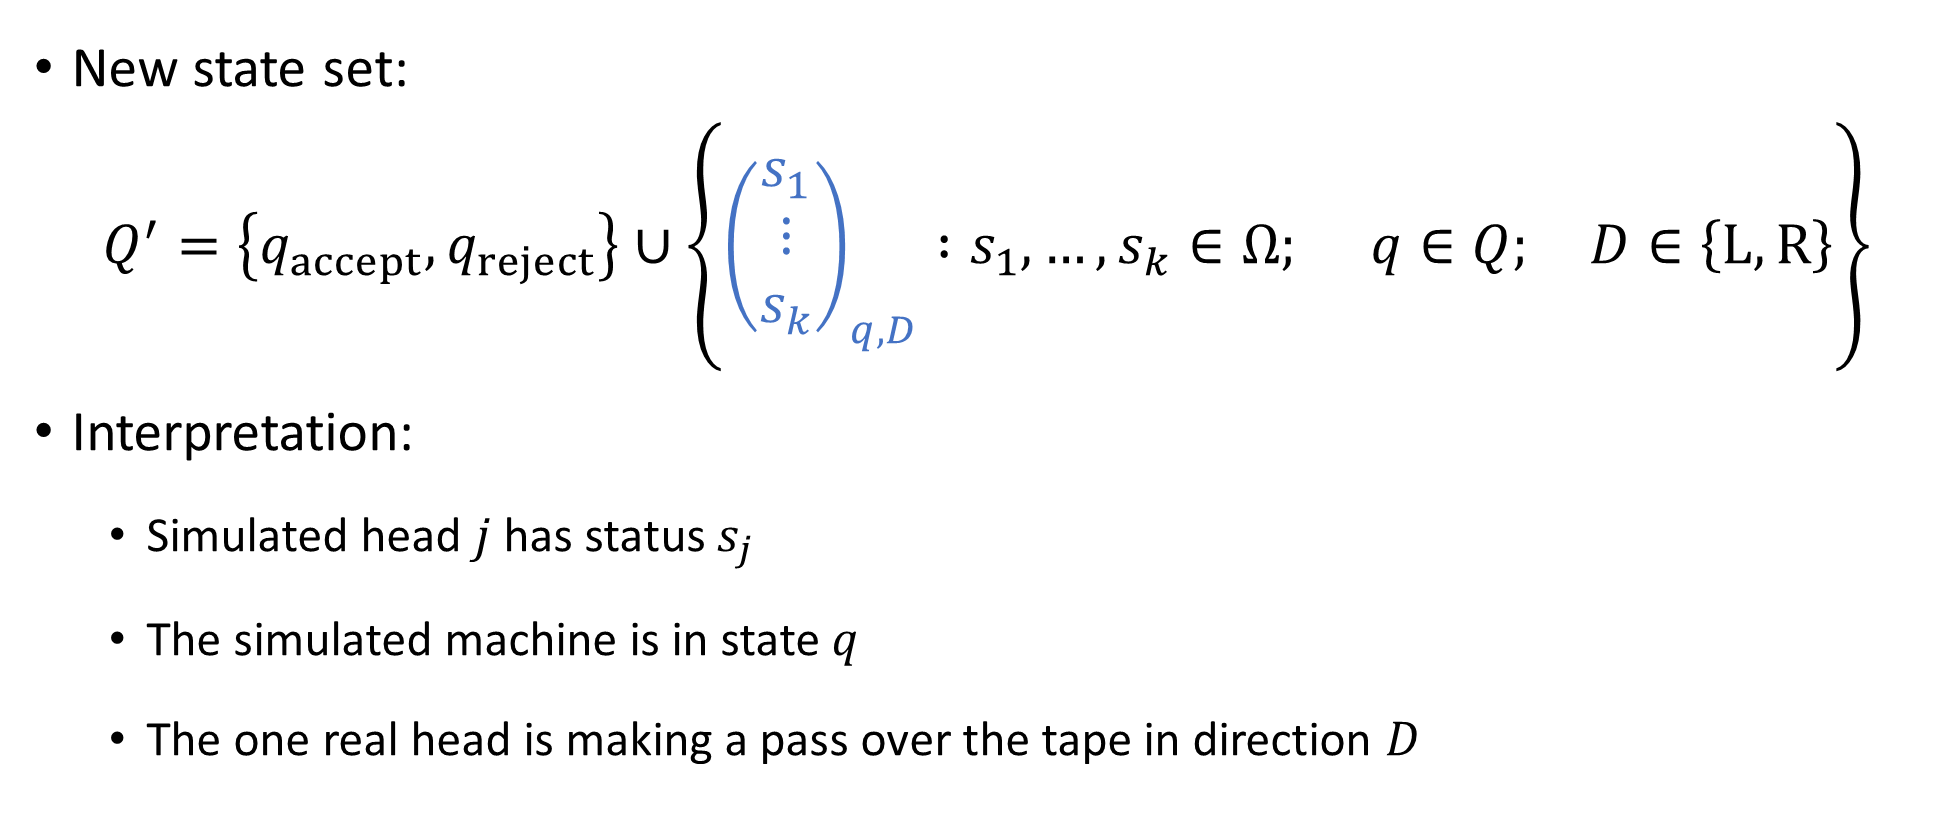 • New state set:
Q′ = {q_accept, q_reject} ∪ { (s_1 ⋮ s_k)_{q,D} : s_1, … , s_k ∈ Ω; q ∈ Q; D ∈ {L, R} }
• Interpretation:
• Simulated head j has status s_j
• The simulated machine is in state q
• The one real head is making a pass over the tape in direction D